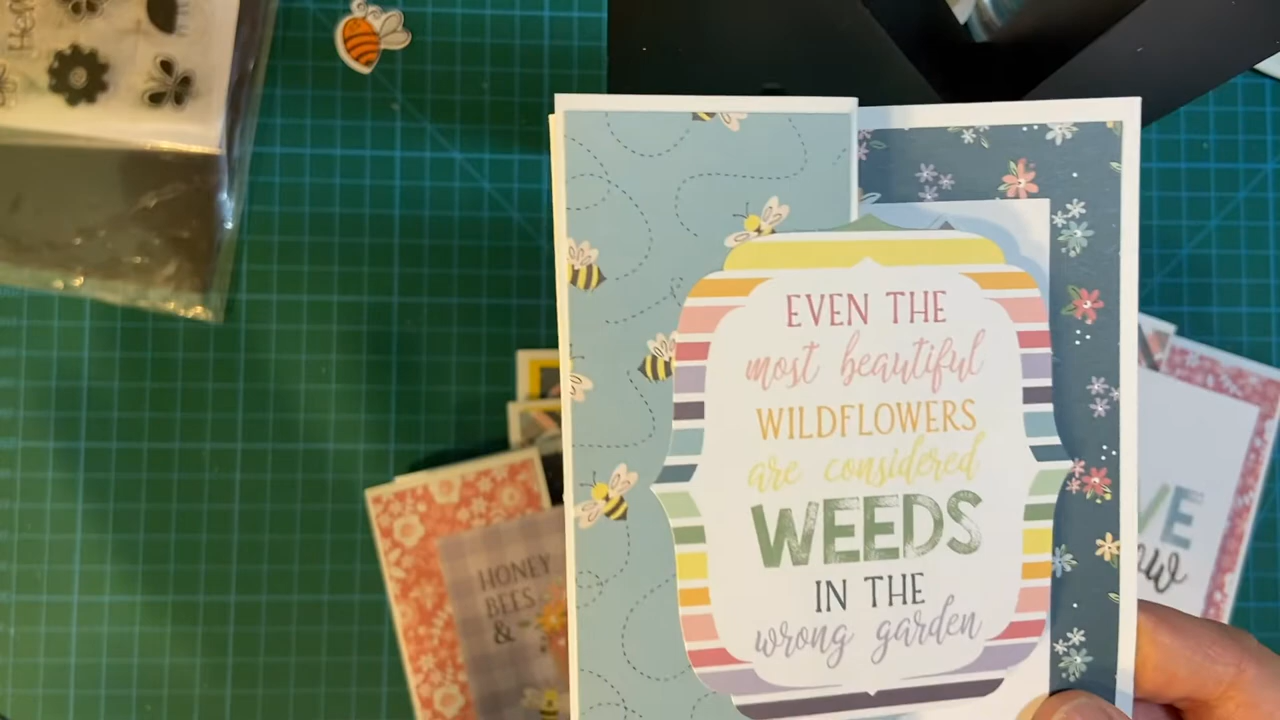 EVEN THE
most beautiful
WILDFLOWERS
are considered
WEEDS
IN THE
wrong garden
HONEY
BEES
&